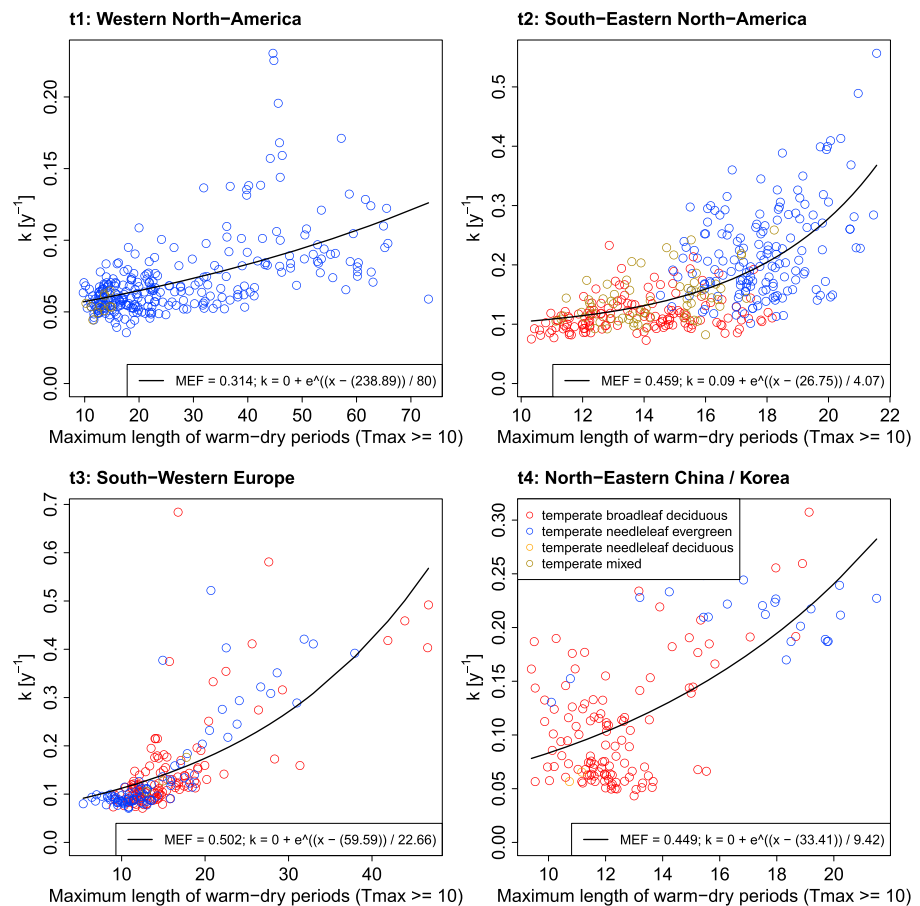 t1: Western North−America
k [y−1]
0.00
0.05
0.10
0.15
0.20
MEF = 0.314; k = 0 + e^((x − (238.89)) / 80)
10 20 30 40 50 60 70
Maximum length of warm−dry periods (Tmax >= 10)
t2: South−Eastern North−America
k [y−1]
0.0
0.1
0.2
0.3
0.4
0.5
MEF = 0.459; k = 0.09 + e^((x − (26.75)) / 4.07)
10 12 14 16 18 20 22
Maximum length of warm−dry periods (Tmax >= 10)
t3: South−Western Europe
k [y−1]
0.0
0.1
0.2
0.3
0.4
0.5
0.6
0.7
MEF = 0.502; k = 0 + e^((x − (59.59)) / 22.66)
10 20 30 40
Maximum length of warm−dry periods (Tmax >= 10)
t4: North−Eastern China / Korea
temperate broadleaf deciduous
temperate needleleaf evergreen
temperate needleleaf deciduous
temperate mixed
k [y−1]
0.00
0.05
0.10
0.15
0.20
0.25
0.30
MEF = 0.449; k = 0 + e^((x − (33.41)) / 9.42)
10 12 14 16 18 20
Maximum length of warm−dry periods (Tmax >= 10)